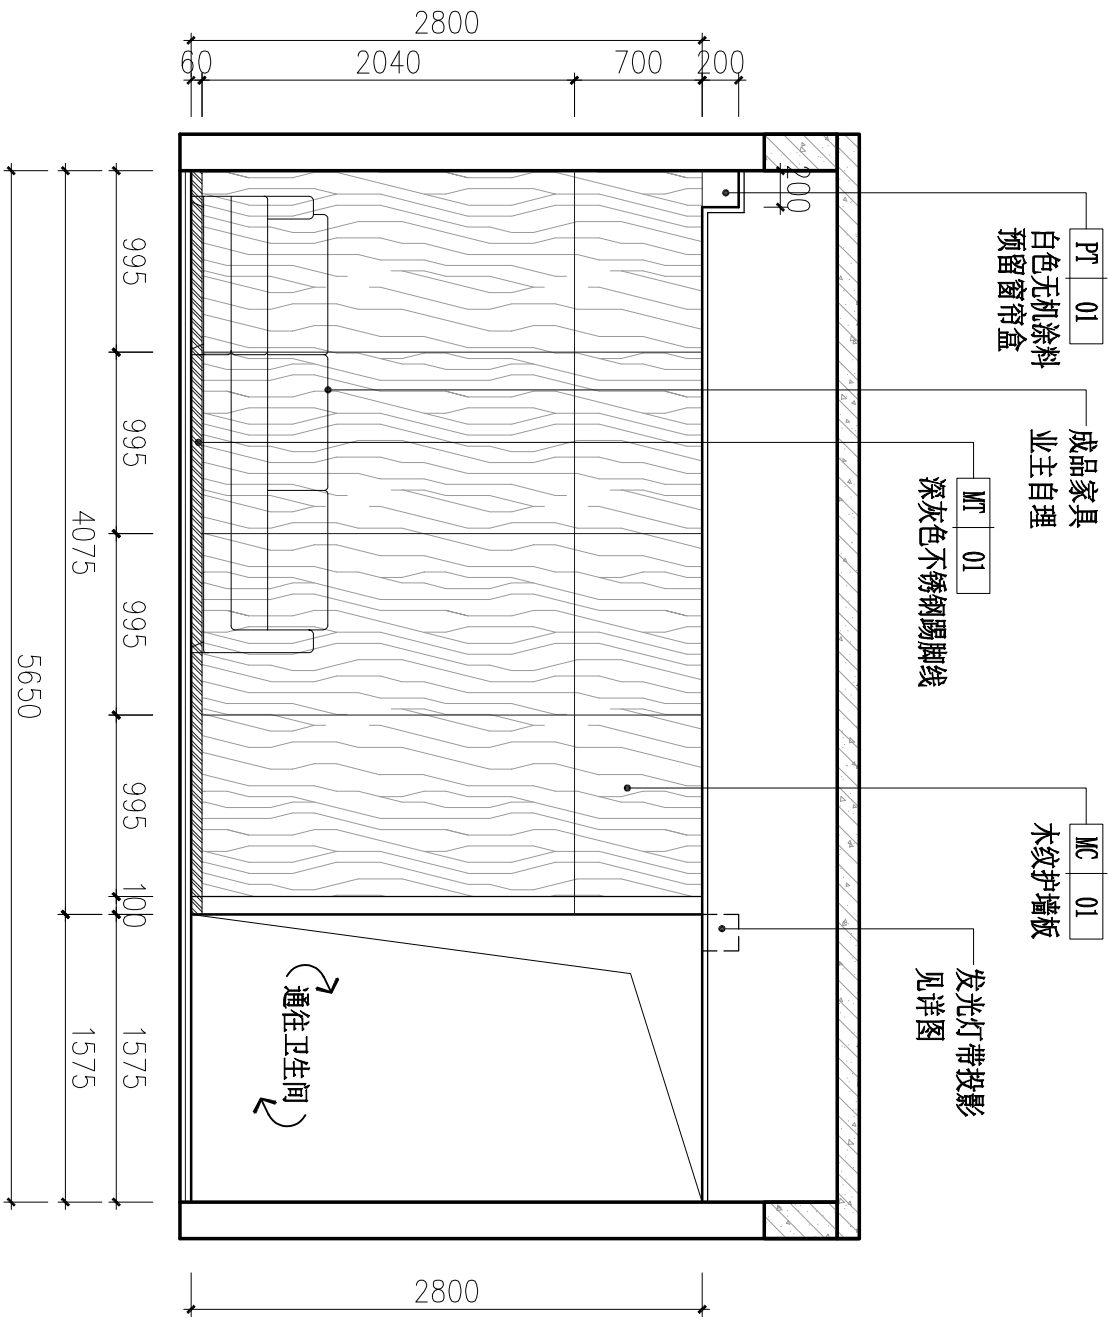 PT 01
白色无机涂料
预留窗帘盒
成品家具
业主自理
MT 01
深灰色不锈钢踢脚线
MC 01
木纹护墙板
发光灯带投影
见详图
200
200
700
2040
60
2800
2800
通往卫生间
995
995
995
995
100
1575
4075
1575
5650